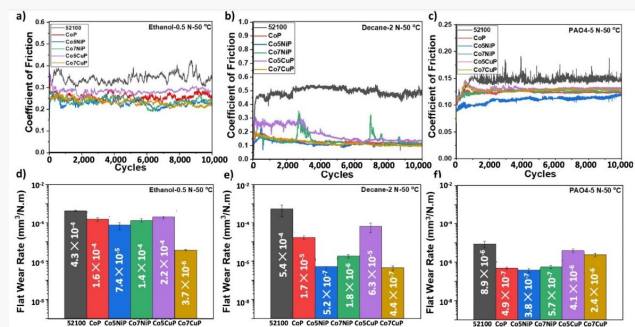 a)
Ethanol-0.5 N-50 °C
52100
CoP
Co5NiP
Co7NiP
Co5CuP
Co7CuP
Coefficient of Friction
0.6
0.5
0.4
0.3
0.2
0.1
0.0
0 2,000 4,000 6,000 8,000 10,000
Cycles
b)
Decane-2 N-50 °C
52100
CoP
Co5NiP
Co7NiP
Co5CuP
Co7CuP
Coefficient of Friction
1.0
0.9
0.8
0.7
0.6
0.5
0.4
0.3
0.2
0.1
0.0
0 2,000 4,000 6,000 8,000 10,000
Cycles
c)
PAO4-5 N-50 °C
52100
CoP
Co5NiP
Co7NiP
Co5CuP
Co7CuP
Coefficient of Friction
0.25
0.20
0.15
0.10
0.05
0.00
0 2,000 4,000 6,000 8,000 10,000
Cycles
d)
Ethanol-0.5 N-50 °C
Flat Wear Rate (mm³/N.m)
4.3 × 10⁻⁴
1.6 × 10⁻⁴
7.4 × 10⁻⁵
1.4 × 10⁻⁴
2.2 × 10⁻⁴
3.7 × 10⁻⁶
52100 CoP Co5NiP Co7NiP Co5CuP Co7CuP
e)
Decane-2 N-50 °C
Flat Wear Rate (mm³/N.m)
5.4 × 10⁻⁴
1.7 × 10⁻⁵
5.2 × 10⁻⁷
1.8 × 10⁻⁶
6.3 × 10⁻⁵
4.4 × 10⁻⁷
52100 CoP Co5NiP Co7NiP Co5CuP Co7CuP
f)
PAO4-5 N-50 °C
Flat Wear Rate (mm³/N.m)
8.9 × 10⁻⁶
4.9 × 10⁻⁷
3.8 × 10⁻⁷
5.7 × 10⁻⁷
4.1 × 10⁻⁶
2.4 × 10⁻⁶
52100 CoP Co5NiP Co7NiP Co5CuP Co7CuP